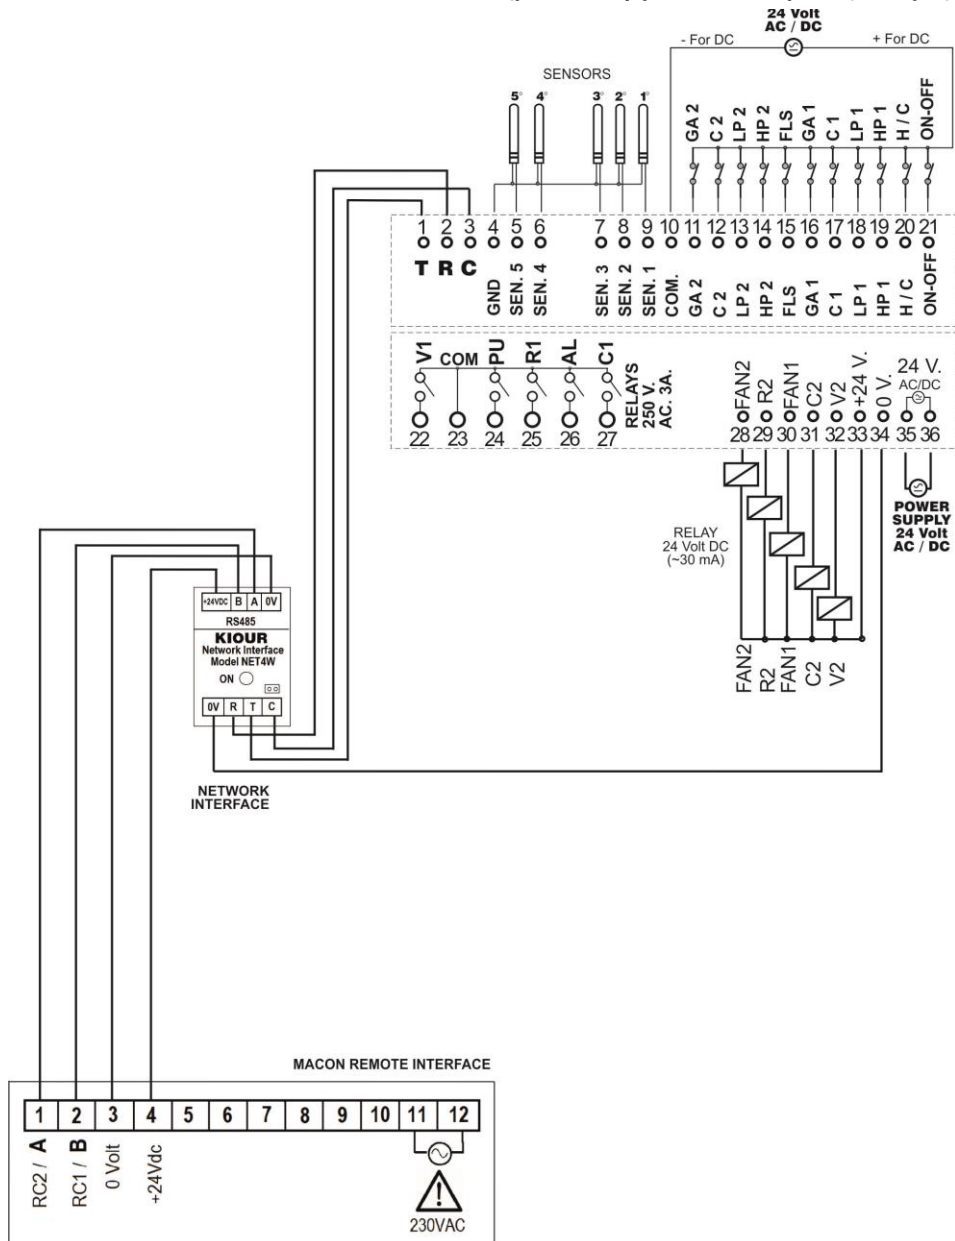 24 Volt
AC / DC
- For DC
+ For DC
SENSORS
5° 4° 3° 2° 1°
GA 2
C 2
LP 2
HP 2
FLS
GA 1
C 1
LP 1
HP 1
H / C
ON-OFF
1 2 3 4 5 6 7 8 9 10 11 12 13 14 15 16 17 18 19 20 21
T R C
GND
SEN. 5
SEN. 4
SEN. 3
SEN. 2
SEN. 1
COM.
GA 2
C 2
LP 2
HP 2
FLS
GA 1
C 1
LP 1
HP 1
H / C
ON-OFF
V1
COM
PU
R1
AL
C1
RELAYS
250 V.
AC. 3A.
22 23 24 25 26 27
FAN2
R2
FAN1
C2
V2
+24 V.
0 V.
24 V.
AC/DC
28 29 30 31 32 33 34 35 36
POWER
SUPPLY
24 Volt
AC / DC
RELAY
24 Volt DC
(~30 mA)
FAN2
R2
FAN1
C2
V2
+24VDC B A 0V
RS485
KIOUR
Network Interface
Model NET4W
ON
0V R T C
NETWORK
INTERFACE
MACON REMOTE INTERFACE
1 2 3 4 5 6 7 8 9 10 11 12
RC2 / A
RC1 / B
0 Volt
+24Vdc
230VAC